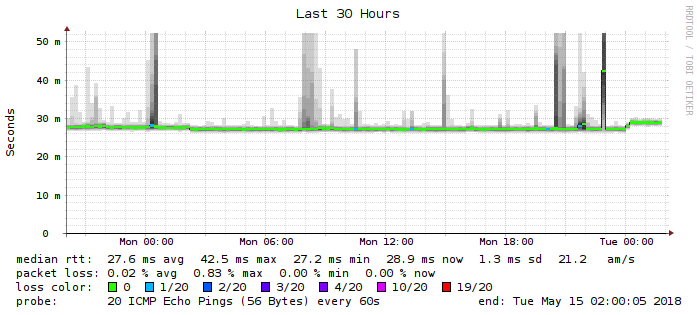 Last 30 Hours
RRDTOOL / TOBI OETIKER
Seconds
50 m
40 m
30 m
20 m
10 m
0
Mon 00:00 Mon 06:00 Mon 12:00 Mon 18:00 Tue 00:00
median rtt: 27.6 ms avg 42.5 ms max 27.2 ms min 28.9 ms now 1.3 ms sd 21.2 am/s
packet loss: 0.02 % avg 0.83 % max 0.00 % min 0.00 % now
loss color: 0 1/20 2/20 3/20 4/20 10/20 19/20
probe: 20 ICMP Echo Pings (56 Bytes) every 60s end: Tue May 15 02:00:05 2018